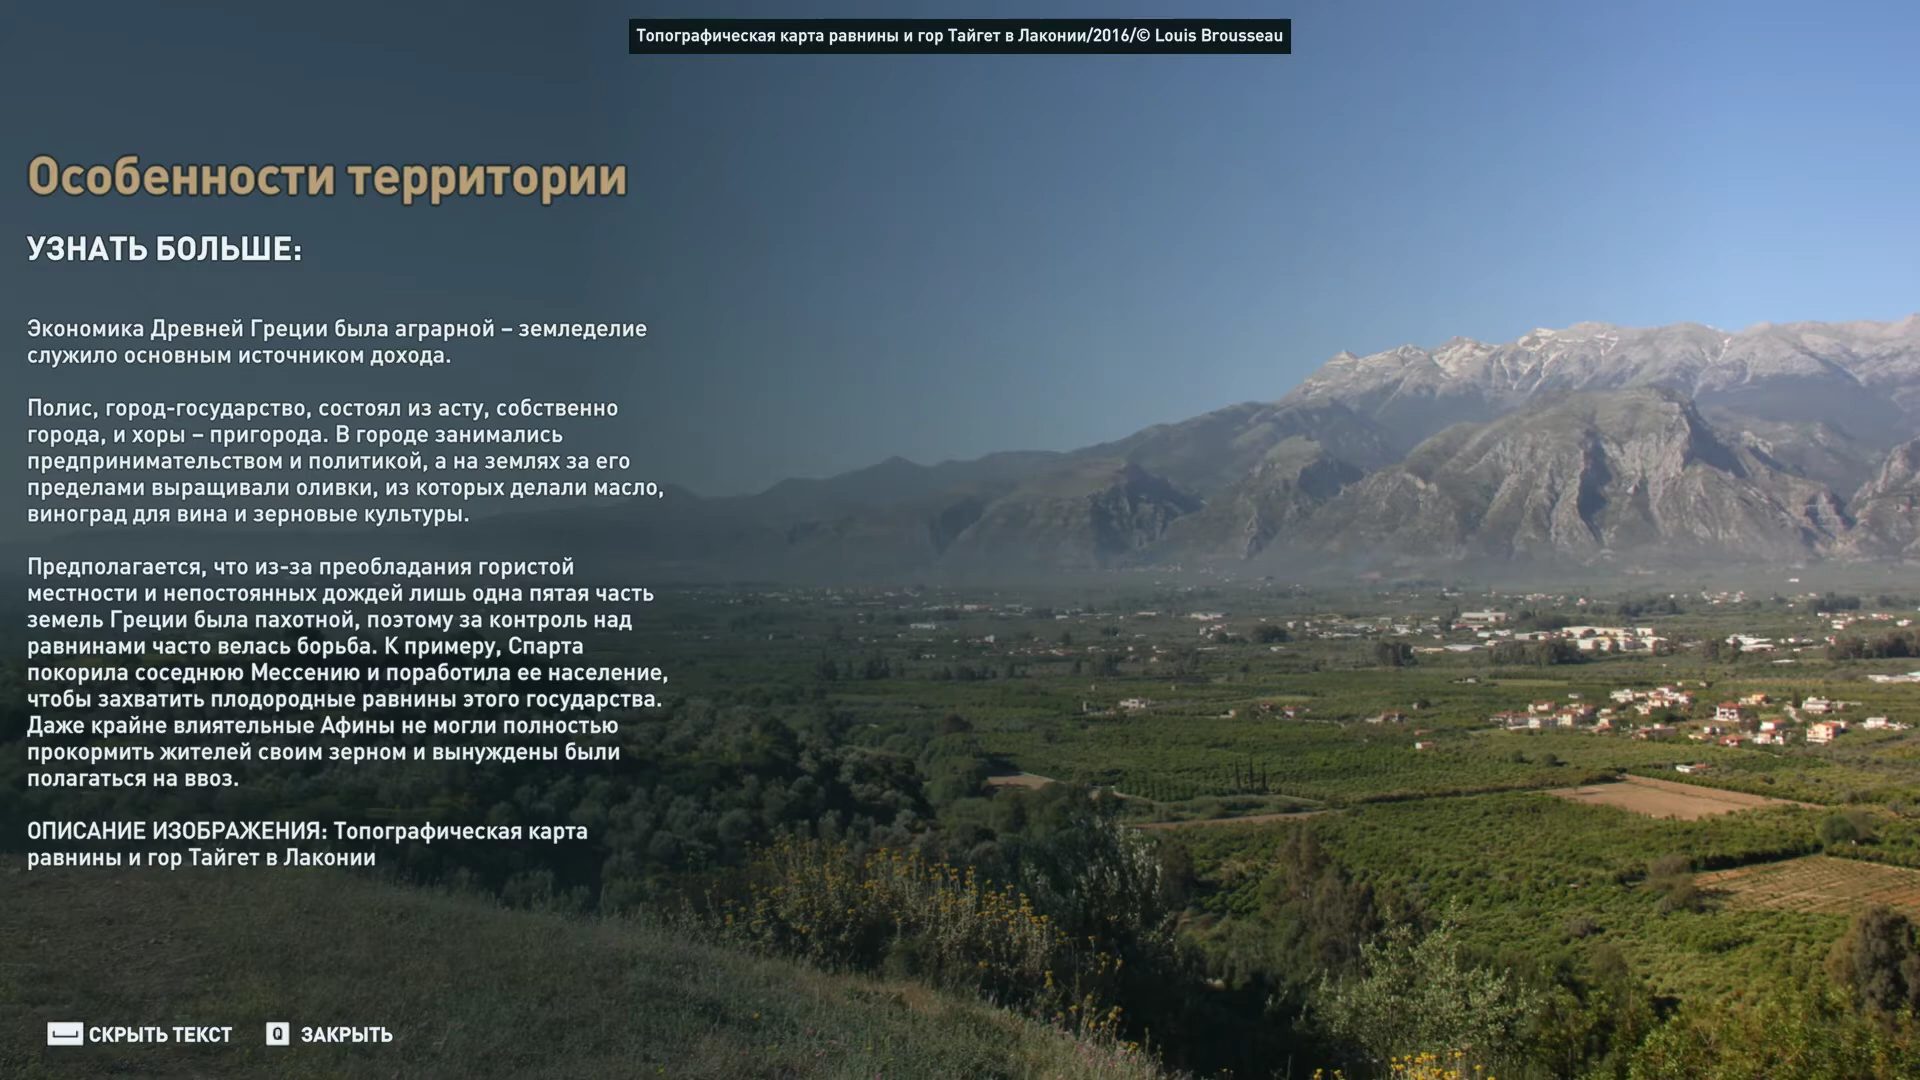 Топографическая карта равнины и гор Тайгет в Лаконии/2016/© Louis Brousseau
Особенности территории
УЗНАТЬ БОЛЬШЕ:
Экономика Древней Греции была аграрной – земледелие
служило основным источником дохода.
Полис, город-государство, состоял из асту, собственно
города, и хоры – пригорода. В городе занимались
предпринимательством и политикой, а на землях за его
пределами выращивали оливки, из которых делали масло,
виноград для вина и зерновые культуры.
Предполагается, что из-за преобладания гористой
местности и непостоянных дождей лишь одна пятая часть
земель Греции была пахотной, поэтому за контроль над
равнинами часто велась борьба. К примеру, Спарта
покорила соседнюю Мессению и поработила ее население,
чтобы захватить плодородные равнины этого государства.
Даже крайне влиятельные Афины не могли полностью
прокормить жителей своим зерном и вынуждены были
полагаться на ввоз.
ОПИСАНИЕ ИЗОБРАЖЕНИЯ: Топографическая карта
равнины и гор Тайгет в Лаконии
СКРЫТЬ ТЕКСТ Q ЗАКРЫТЬ